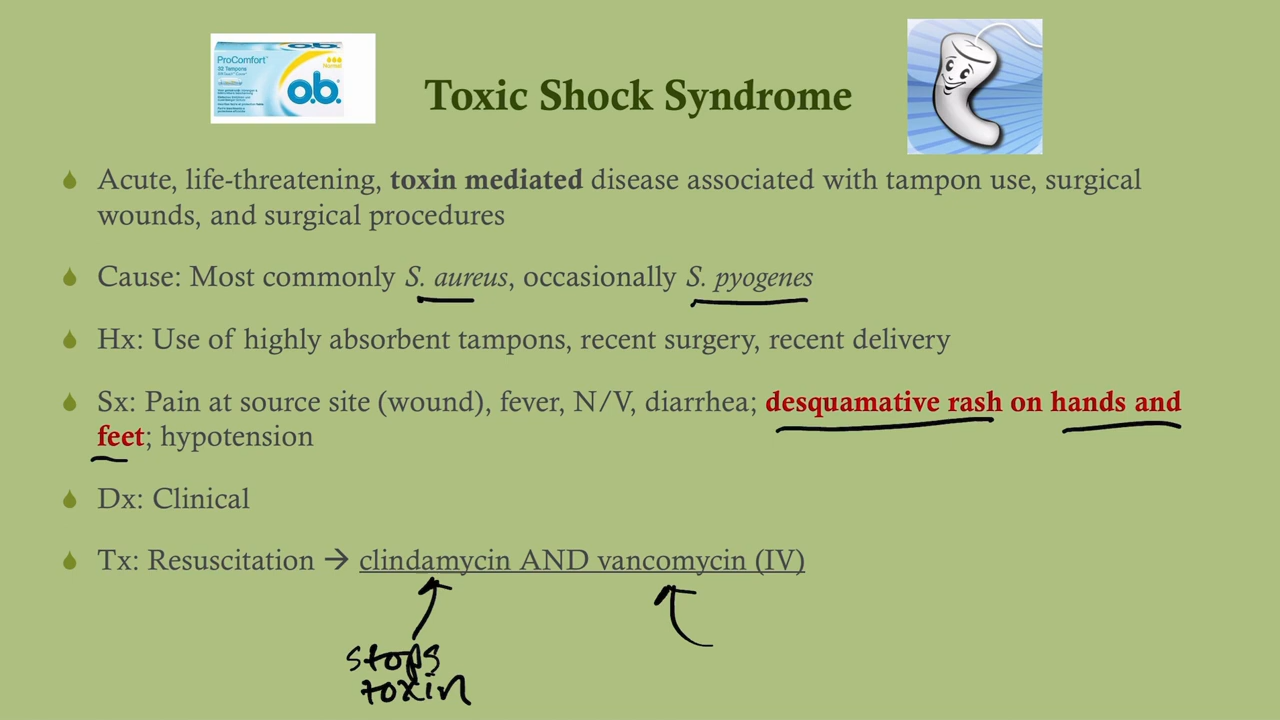 ProComfort
32 Tampons
Normal
o.b.
Toxic Shock Syndrome
Acute, life-threatening, toxin mediated disease associated with tampon use, surgical
wounds, and surgical procedures
Cause: Most commonly S. aureus, occasionally S. pyogenes
Hx: Use of highly absorbent tampons, recent surgery, recent delivery
Sx: Pain at source site (wound), fever, N/V, diarrhea; desquamative rash on hands and
feet; hypotension
Dx: Clinical
Tx: Resuscitation → clindamycin AND vancomycin (IV)
stops
toxin